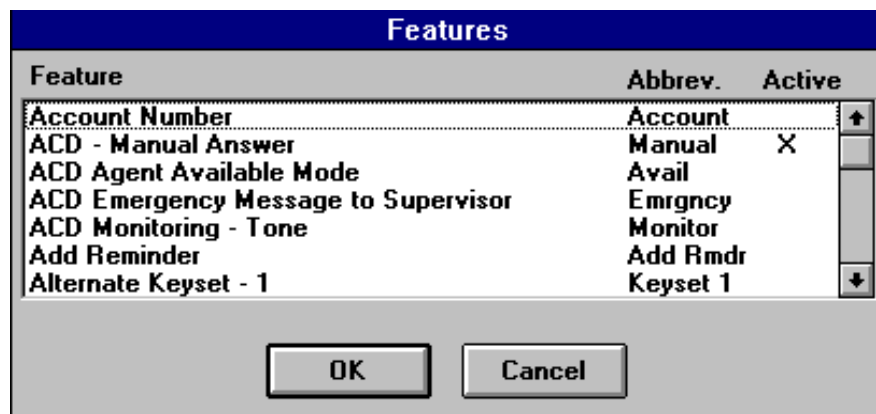 Features
Feature Abbrev. Active
Account Number Account
ACD - Manual Answer Manual X
ACD Agent Available Mode Avail
ACD Emergency Message to Supervisor Emrgncy
ACD Monitoring - Tone Monitor
Add Reminder Add Rmdr
Alternate Keyset - 1 Keyset 1
OK Cancel